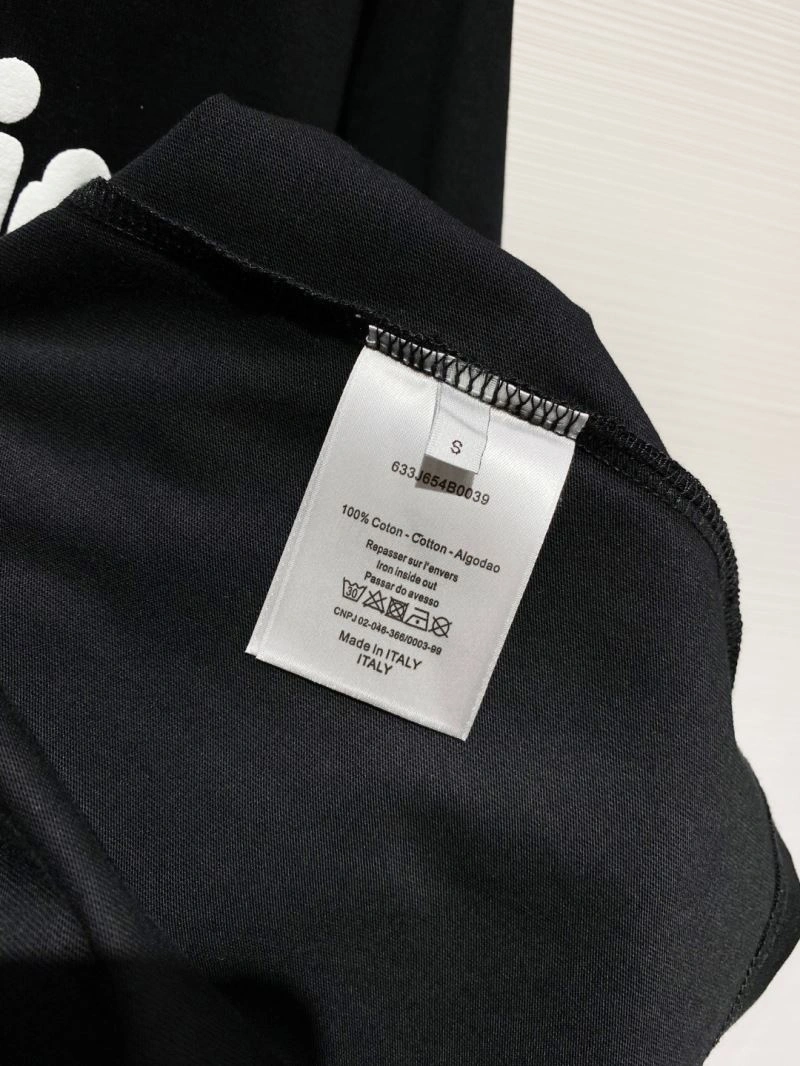 i
S
633J654B0039
100% Coton - Cotton - Algodao
Repasser sur l'envers
Iron inside out
Passar do avesso
30
CNPJ 02-046-366/0003-99
Made in ITALY
ITALY